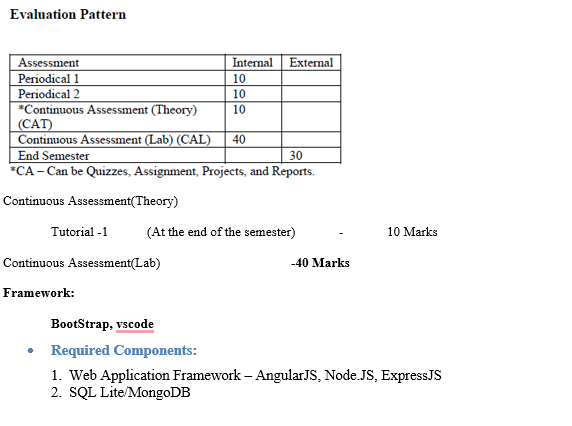 Evaluation Pattern
Assessment Internal External
Periodical 1 10
Periodical 2 10
*Continuous Assessment (Theory) 10
(CAT)
Continuous Assessment (Lab) (CAL) 40
End Semester 30
*CA – Can be Quizzes, Assignment, Projects, and Reports.
Continuous Assessment(Theory)
Tutorial -1 (At the end of the semester) - 10 Marks
Continuous Assessment(Lab) -40 Marks
Framework:
BootStrap, vscode
• Required Components:
1. Web Application Framework – AngularJS, Node.JS, ExpressJS
2. SQL Lite/MongoDB